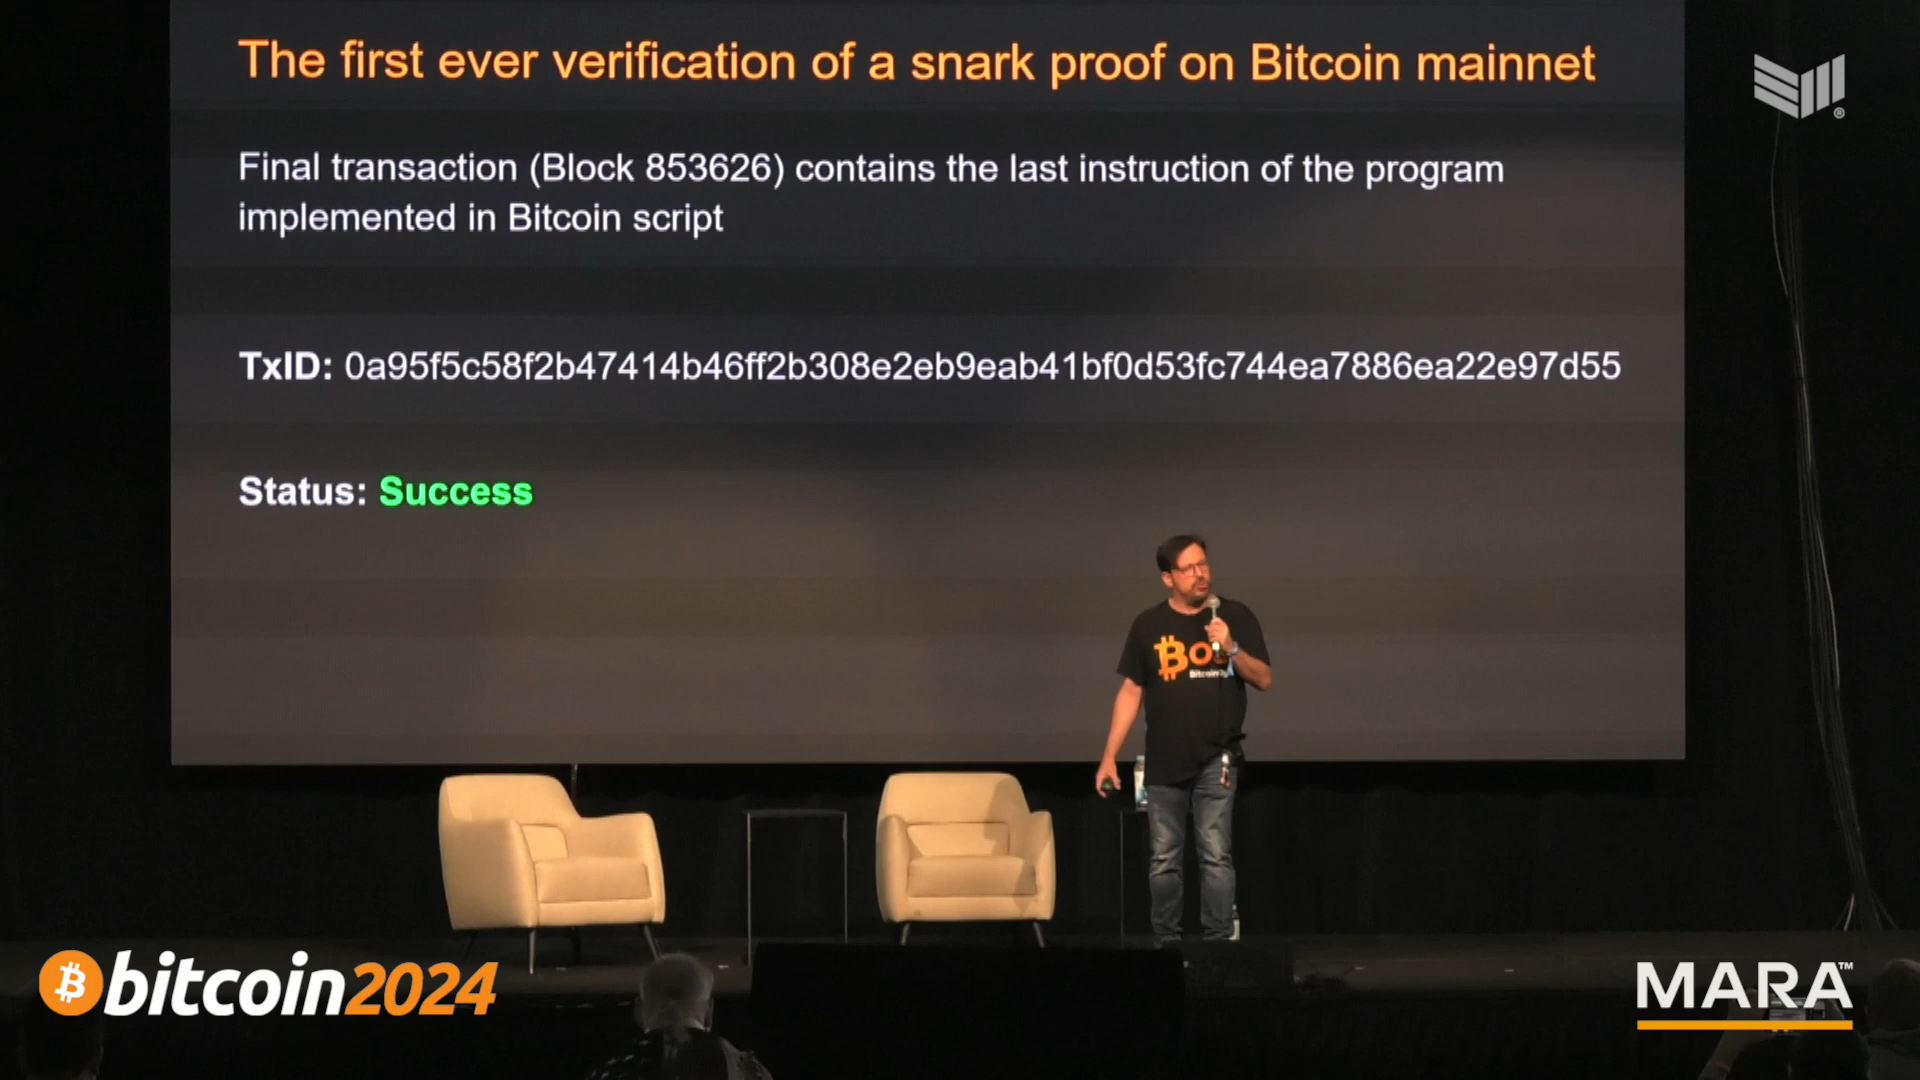 The first ever verification of a snark proof on Bitcoin mainnet
Final transaction (Block 853626) contains the last instruction of the program
implemented in Bitcoin script
TxID: 0a95f5c58f2b47414b46ff2b308e2eb9eab41bf0d53fc744ea7886ea22e97d55
Status: Success
bitcoin2024
MARA™